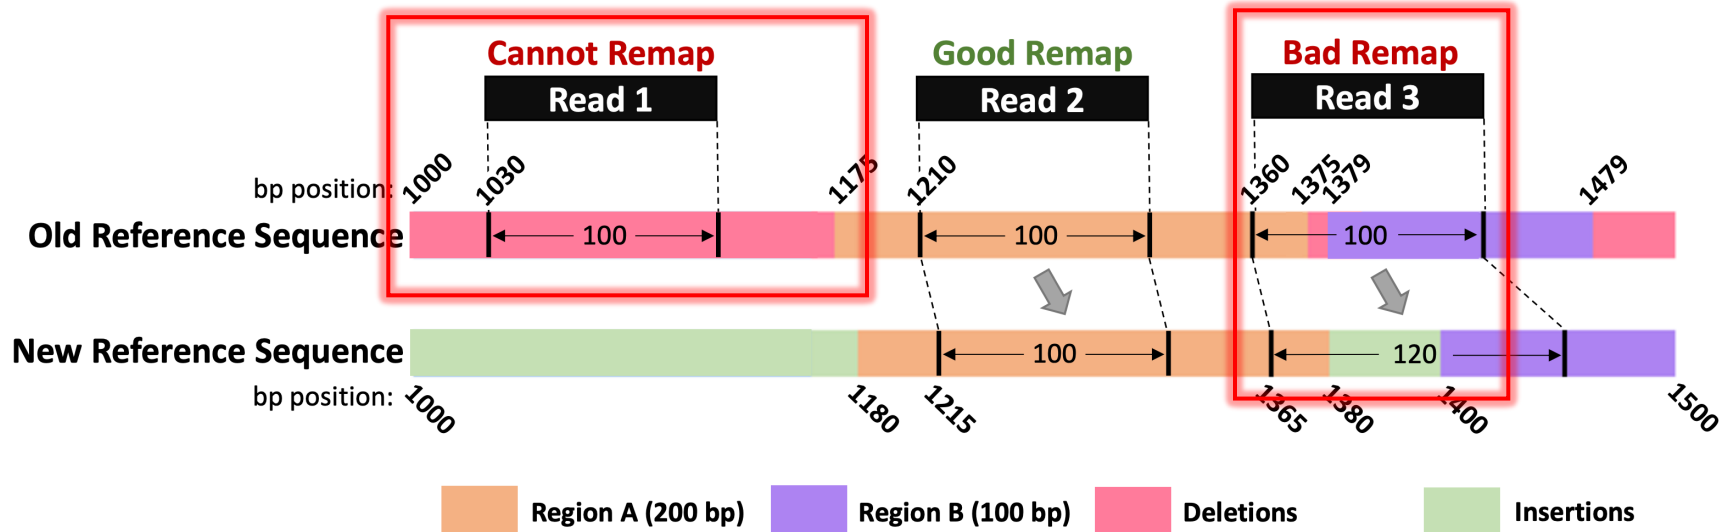 Cannot Remap
Good Remap
Bad Remap
Read 1
Read 2
Read 3
bp position: 1000 1030 1175 1210 1360 1375 1379 1479
Old Reference Sequence 100 100 100
New Reference Sequence 100 120
bp position: 1000 1180 1215 1365 1380 1400 1500
Region A (200 bp) Region B (100 bp) Deletions Insertions